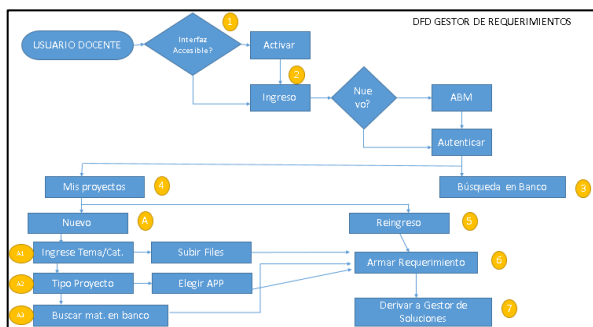 DFD GESTOR DE REQUERIMIENTOS
1
USUARIO DOCENTE
Interfaz
Accesible?
Activar
2
Ingreso
Nue
vo?
ABM
Autenticar
Mis proyectos
4
Búsqueda en Banco
3
Nuevo
A
Reingreso
5
A1
Ingrese Tema/Cat.
Subir Files
Armar Requerimiento
6
A2
Tipo Proyecto
Elegir APP
A3
Buscar mat. en banco
Derivar a Gestor de
Soluciones
7